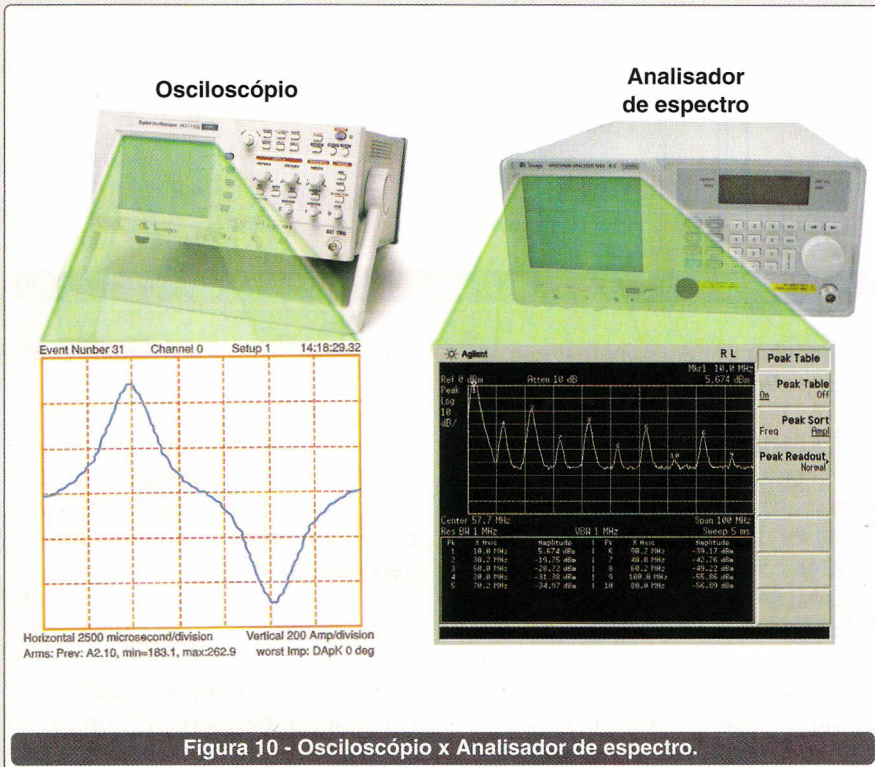 Osciloscópio
Analisador
de espectro
Event Nunber 31 Channel 0 Setup 1 14:18:29.32
Horizontal 2500 microsecond/division Vertical 200 Amp/division
Arms: Prev: A2.10, min=183.1, max:262.9 worst Imp: DApK 0 deg
EXT TRIG
SPECTRUM ANALYZER
Agilent R L
Mkr1 10.0 MHz
Ref 0 dBm Atten 10 dB 5.674 dBm
Peak
Log
10
dB/
Center 57.7 MHz Span 100 MHz
Res BW 1 MHz VBW 1 MHz Sweep 5 ms
Pk X Axis Amplitude Pk X Axis Amplitude
1 10.0 MHz 5.674 dBm 6 90.2 MHz -39.17 dBm
2 30.2 MHz -19.75 dBm 7 40.0 MHz -42.76 dBm
3 50.0 MHz -28.72 dBm 8 60.2 MHz -49.22 dBm
4 20.0 MHz -31.38 dBm 9 100.0 MHz -55.86 dBm
5 70.2 MHz -34.97 dBm 10 80.0 MHz -56.89 dBm
Peak Table
Peak Table
On Off
Peak Sort
Freq Ampl
Peak Readout
Normal
Figura 10 - Osciloscópio x Analisador de espectro.